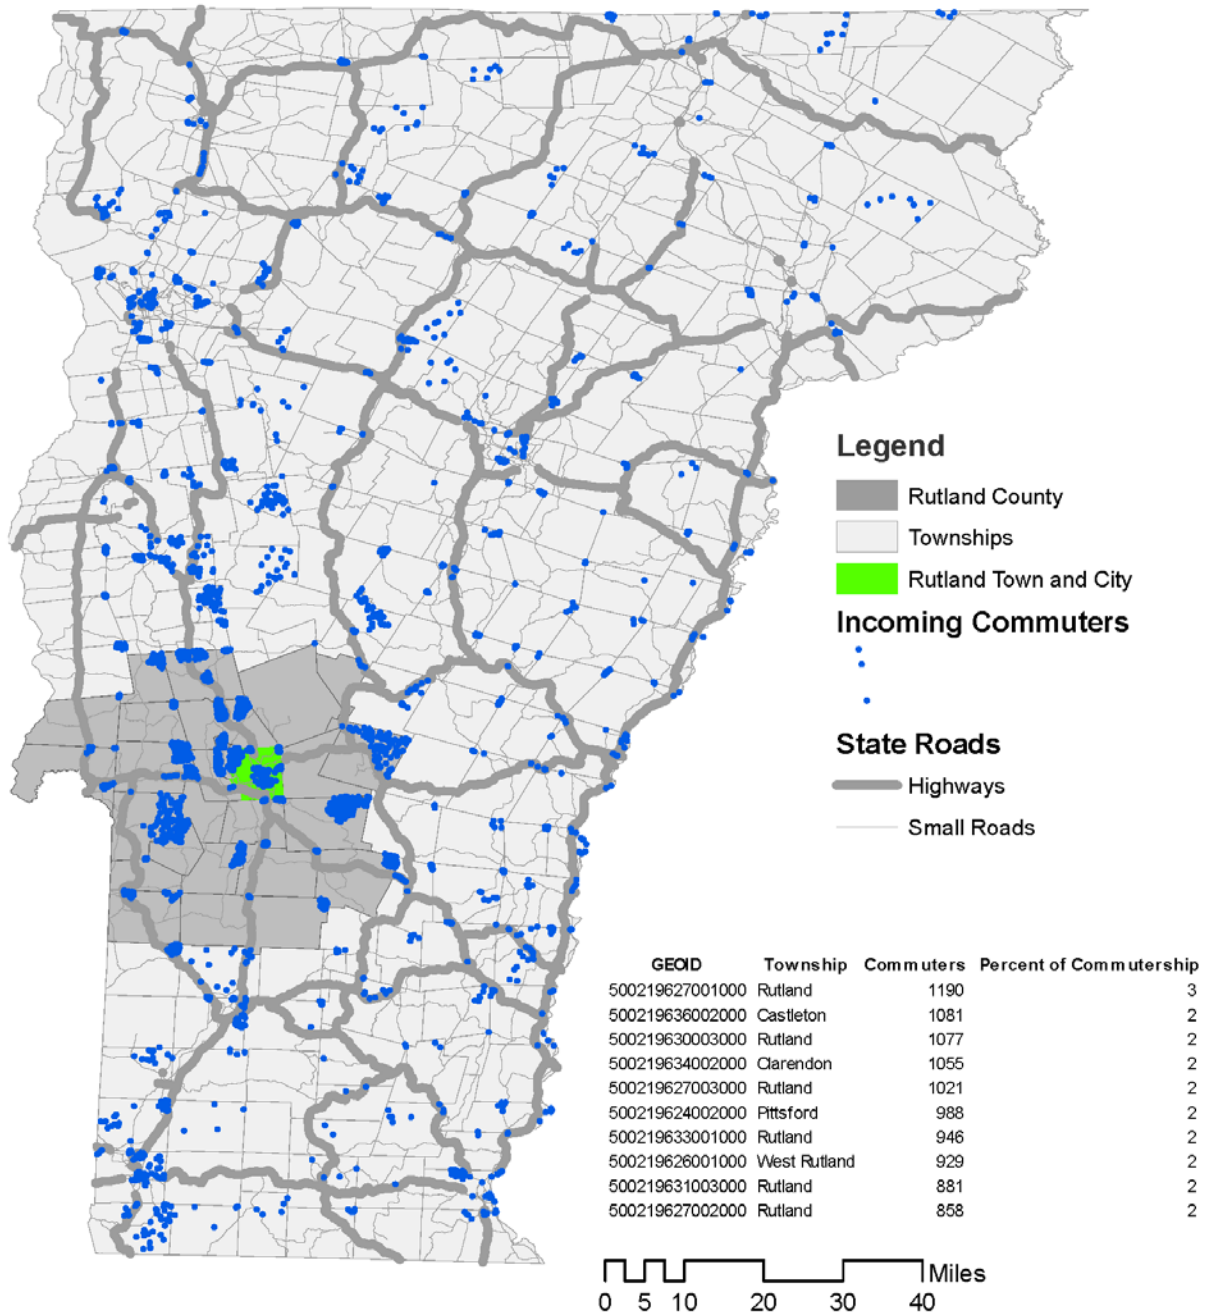 Legend
Rutland County
Townships
Rutland Town and City
Incoming Commuters
State Roads
Highways
Small Roads
GEOID Township Commuters Percent of Commutership
500219627001000 Rutland 1190 3
500219636002000 Castleton 1081 2
500219630003000 Rutland 1077 2
500219634002000 Clarendon 1055 2
500219627003000 Rutland 1021 2
500219624002000 Pittsford 988 2
500219633001000 Rutland 946 2
500219626001000 West Rutland 929 2
500219631003000 Rutland 881 2
500219627002000 Rutland 858 2
Miles
0 5 10 20 30 40